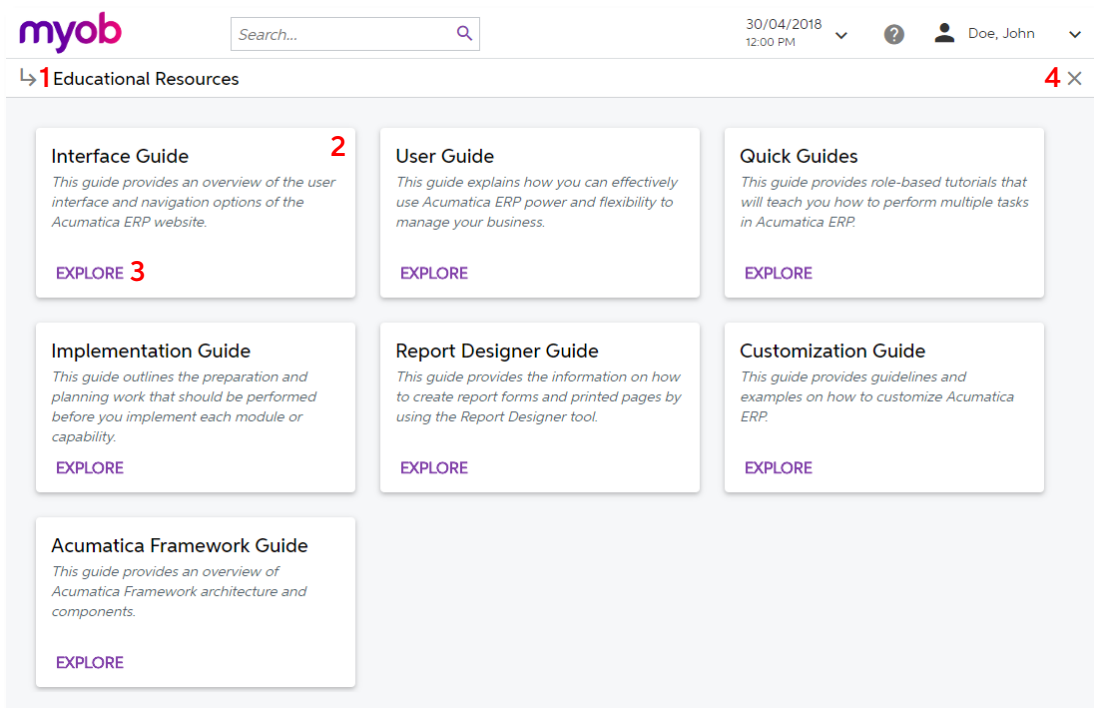 myob
Search...
30/04/2018
12:00 PM
?
Doe, John
1 Educational Resources
4
Interface Guide
2
This guide provides an overview of the user
interface and navigation options of the
Acumatica ERP website.
EXPLORE 3
User Guide
This guide explains how you can effectively
use Acumatica ERP power and flexibility to
manage your business.
EXPLORE
Quick Guides
This guide provides role-based tutorials that
will teach you how to perform multiple tasks
in Acumatica ERP.
EXPLORE
Implementation Guide
This guide outlines the preparation and
planning work that should be performed
before you implement each module or
capability.
EXPLORE
Report Designer Guide
This guide provides the information on how
to create report forms and printed pages by
using the Report Designer tool.
EXPLORE
Customization Guide
This guide provides guidelines and
examples on how to customize Acumatica
ERP.
EXPLORE
Acumatica Framework Guide
This guide provides an overview of
Acumatica Framework architecture and
components.
EXPLORE